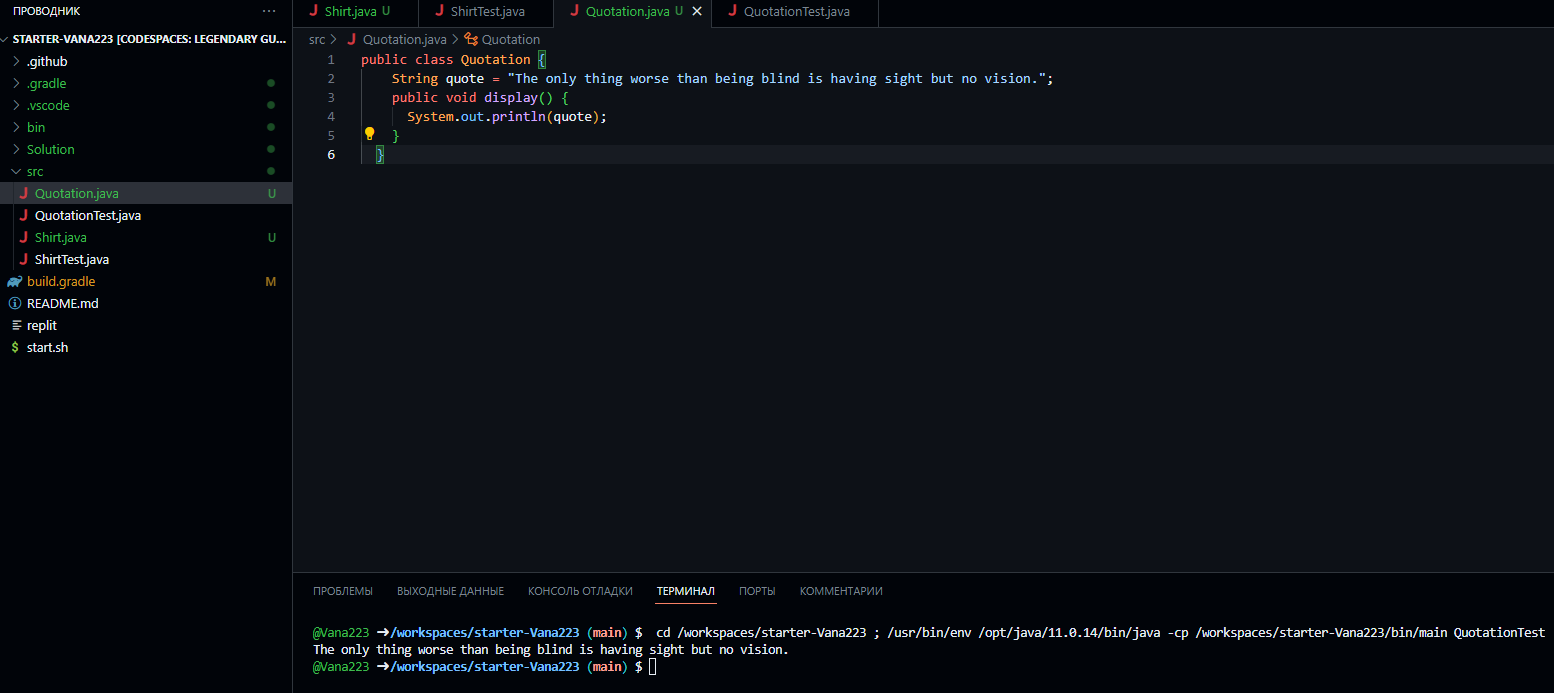 ПРОВОДНИК ···
STARTER-VANA223 [CODESPACES: LEGENDARY GU...
.github
.gradle
.vscode
bin
Solution
src
Quotation.java U
QuotationTest.java
Shirt.java U
ShirtTest.java
build.gradle M
README.md
replit
start.sh
Shirt.java U ShirtTest.java Quotation.java U QuotationTest.java
src > Quotation.java > Quotation
1 public class Quotation {
2 String quote = "The only thing worse than being blind is having sight but no vision.";
3 public void display() {
4 System.out.println(quote);
5 }
6 }
ПРОБЛЕМЫ ВЫХОДНЫЕ ДАННЫЕ КОНСОЛЬ ОТЛАДКИ ТЕРМИНАЛ ПОРТЫ КОММЕНТАРИИ
@Vana223 ➜/workspaces/starter-Vana223 (main) $ cd /workspaces/starter-Vana223 ; /usr/bin/env /opt/java/11.0.14/bin/java -cp /workspaces/starter-Vana223/bin/main QuotationTest
The only thing worse than being blind is having sight but no vision.
@Vana223 ➜/workspaces/starter-Vana223 (main) $